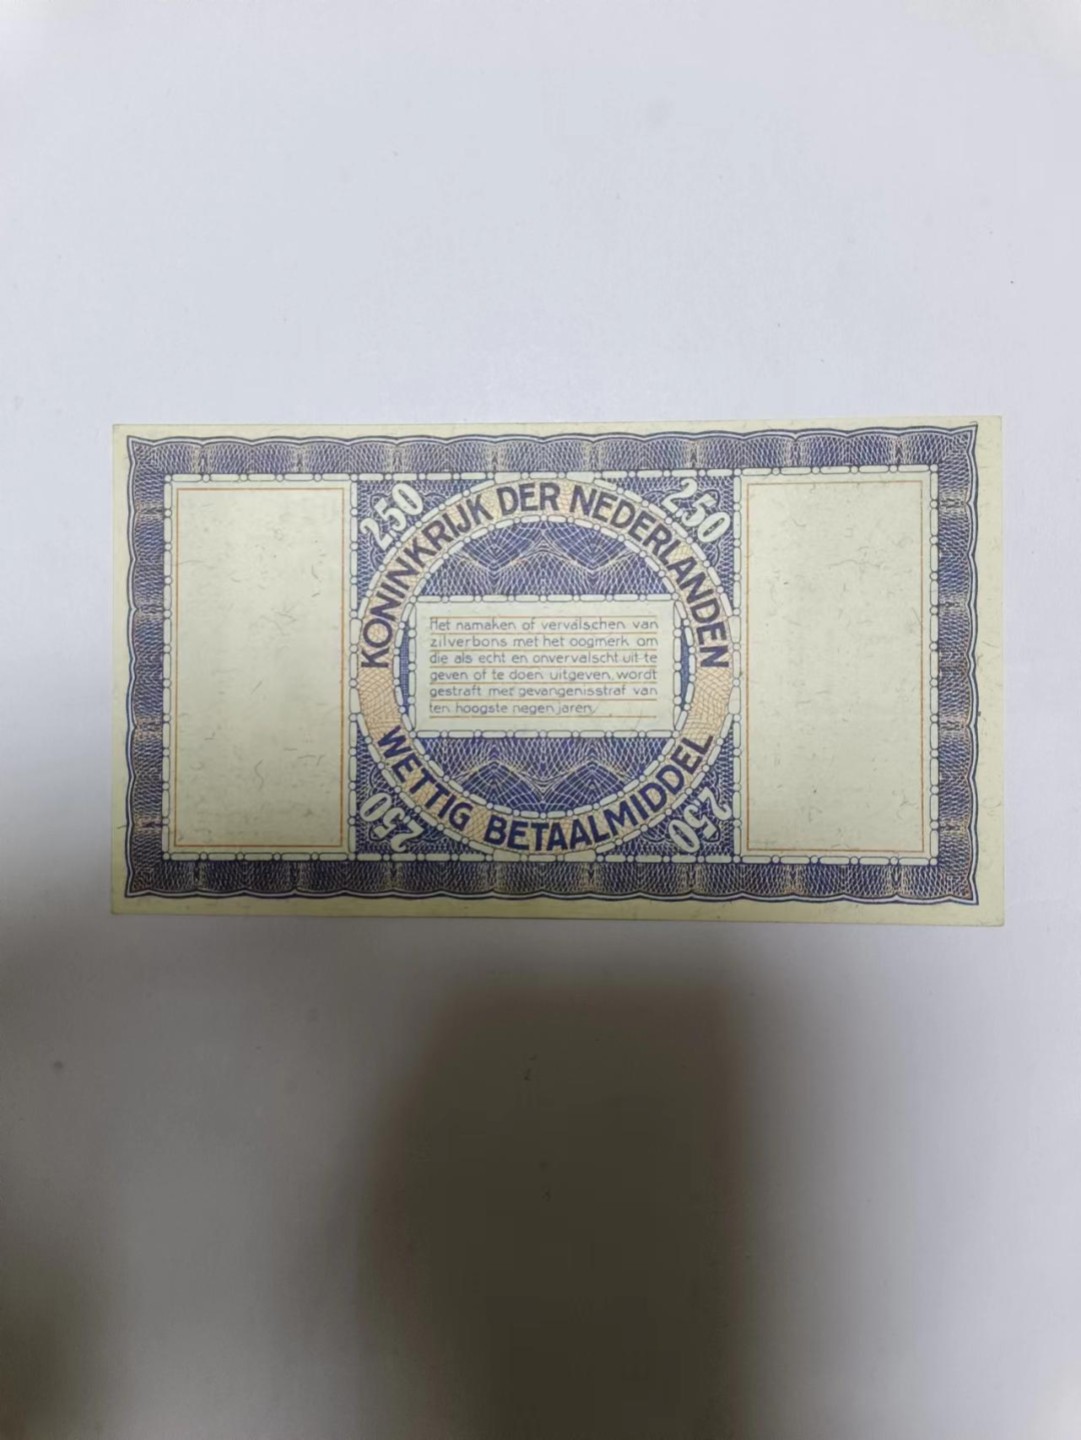 250
250
KONINKRIJK DER NEDERLANDEN
Het namaken of vervalschen van
zilverbons met het oogmerk om
die als echt en onvervalscht uit te
geven of te doen uitgeven, wordt
gestraft met gevangenisstraf van
ten hoogste negen jaren.
WETTIG BETAALMIDDEL
250
250